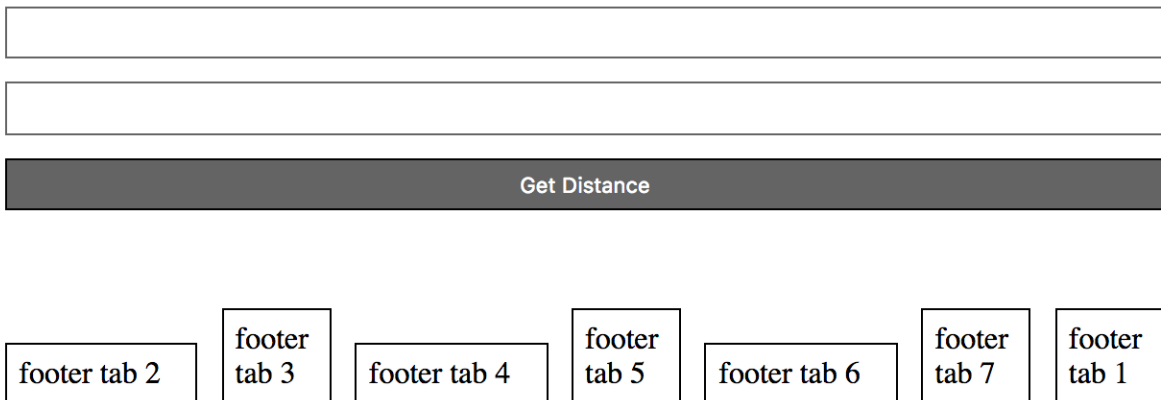 Get Distance
footer tab 2
footer
tab 3
footer tab 4
footer
tab 5
footer tab 6
footer
tab 7
footer
tab 1